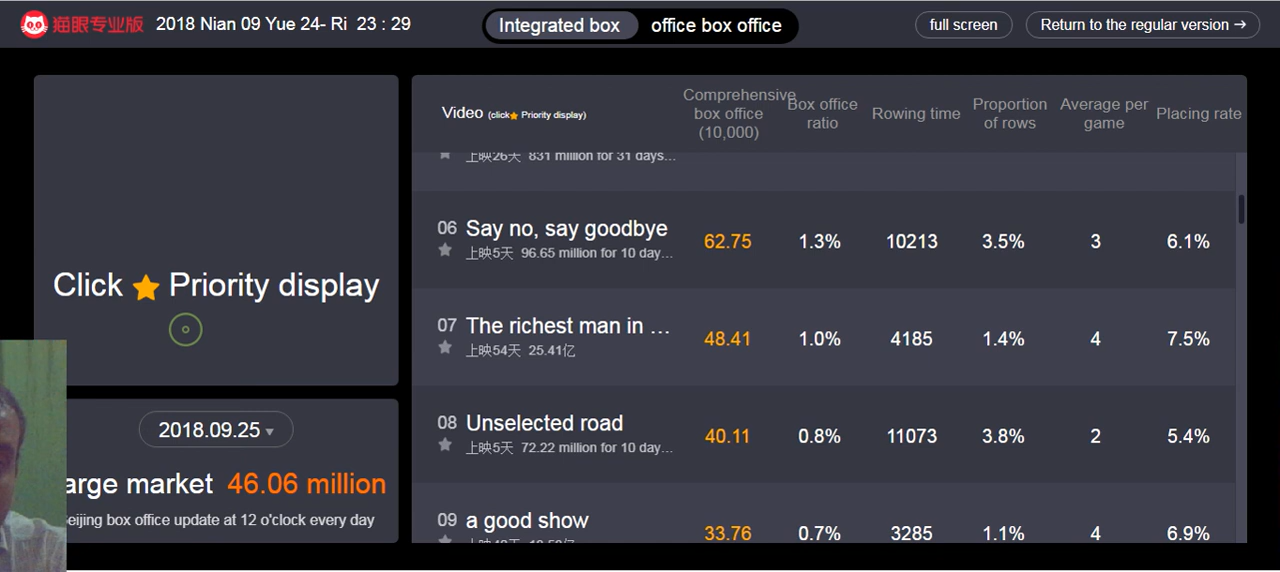 猫眼专业版 2018 Nian 09 Yue 24- Ri 23 : 29 Integrated box office box office full screen Return to the regular version →
Click ★ Priority display
2018.09.25 ▾
arge market 46.06 million
eijing box office update at 12 o'clock every day
Video (click★ Priority display) Comprehensive box office (10,000) Box office ratio Rowing time Proportion of rows Average per game Placing rate
上映26天 831 million for 31 days...
06 Say no, say goodbye 62.75 1.3% 10213 3.5% 3 6.1%
上映5天 96.65 million for 10 day...
07 The richest man in ... 48.41 1.0% 4185 1.4% 4 7.5%
上映54天 25.41亿
08 Unselected road 40.11 0.8% 11073 3.8% 2 5.4%
上映5天 72.22 million for 10 day...
09 a good show 33.76 0.7% 3285 1.1% 4 6.9%